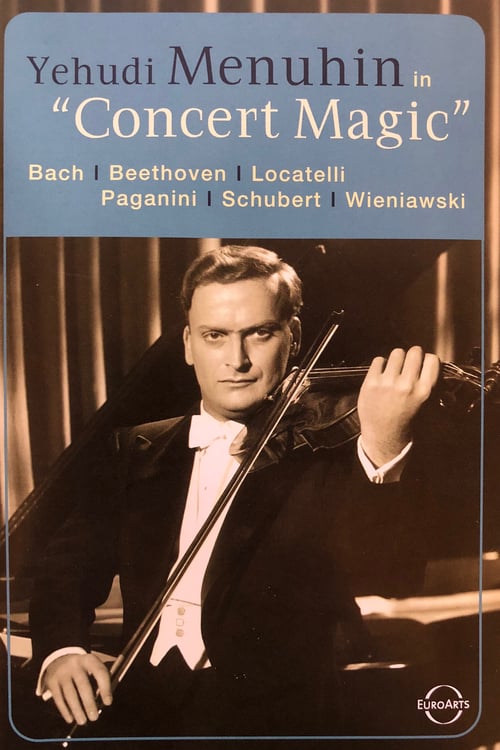 Yehudi Menuhin in
“Concert Magic”
Bach | Beethoven | Locatelli
Paganini | Schubert | Wieniawski
EUROARTS